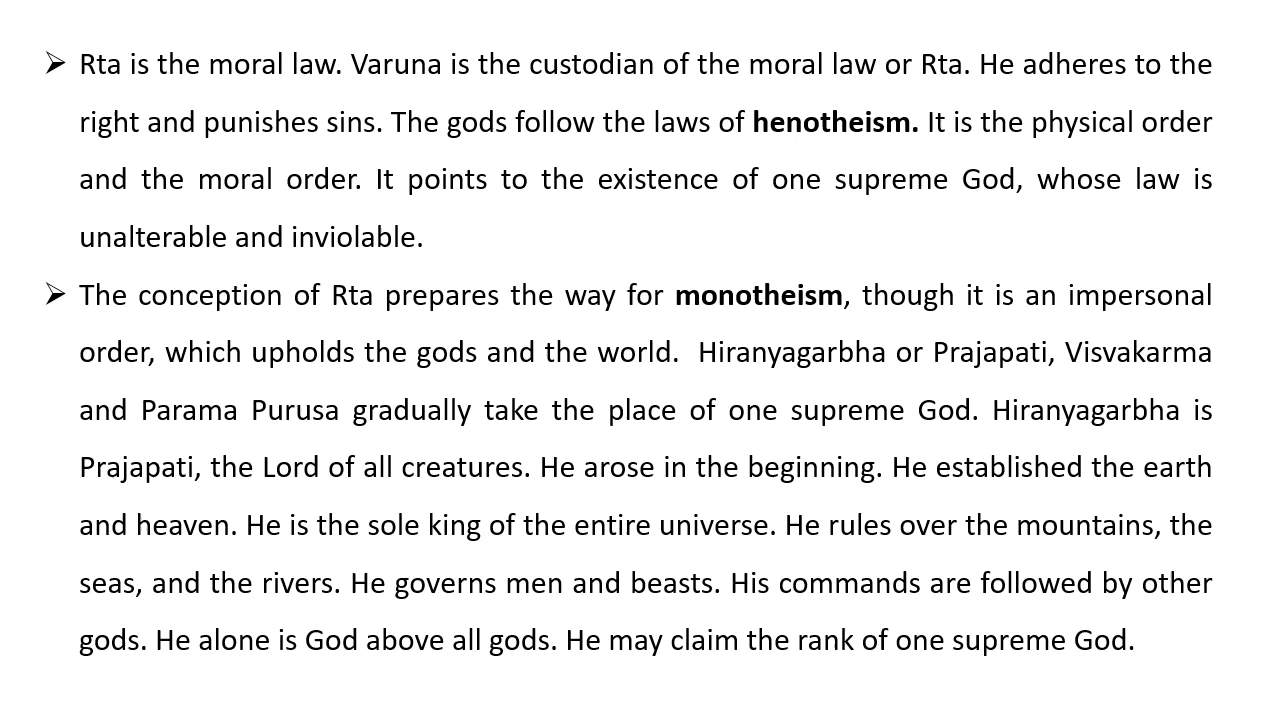 ➢ Rta is the moral law. Varuna is the custodian of the moral law or Rta. He adheres to the
right and punishes sins. The gods follow the laws of henotheism. It is the physical order
and the moral order. It points to the existence of one supreme God, whose law is
unalterable and inviolable.
➢ The conception of Rta prepares the way for monotheism, though it is an impersonal
order, which upholds the gods and the world.  Hiranyagarbha or Prajapati, Visvakarma
and Parama Purusa gradually take the place of one supreme God. Hiranyagarbha is
Prajapati, the Lord of all creatures. He arose in the beginning. He established the earth
and heaven. He is the sole king of the entire universe. He rules over the mountains, the
seas, and the rivers. He governs men and beasts. His commands are followed by other
gods. He alone is God above all gods. He may claim the rank of one supreme God.